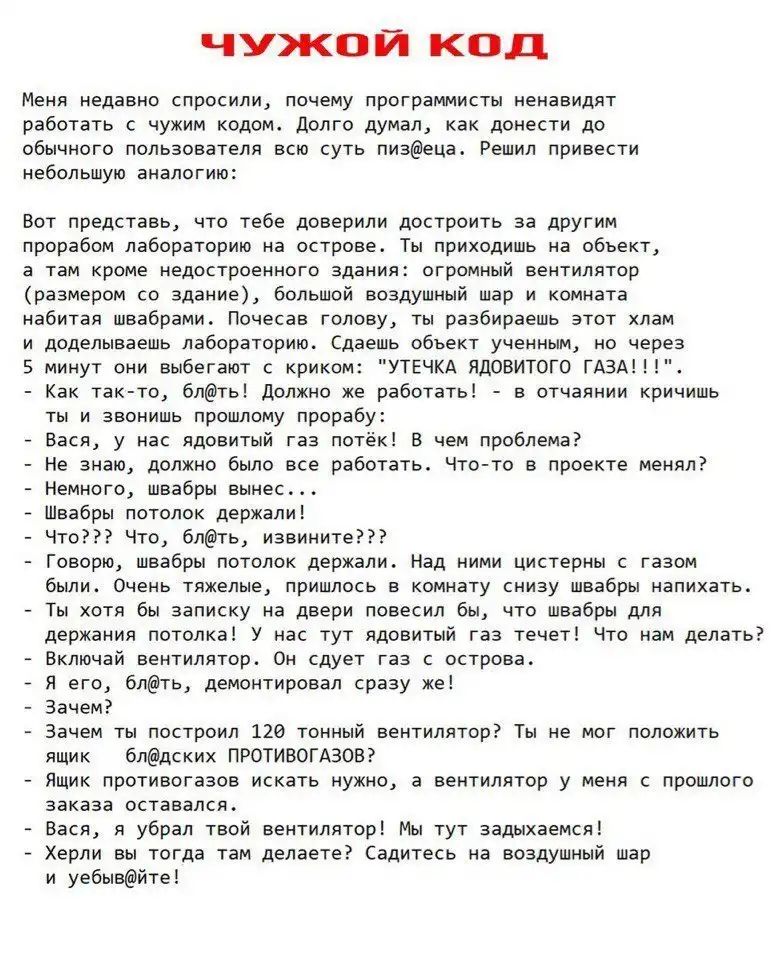 ЧУЖОЙ КОД
Меня недавно спросили, почему программисты ненавидят
работать с чужим кодом. Долго думал, как донести до
обычного пользователя всю суть пиз@еца. Решил привести
небольшую аналогию:
Вот представь, что тебе доверили достроить за другим
прорабом лабораторию на острове. Ты приходишь на объект,
а там кроме недостроенного здания: огромный вентилятор
(размером со здание), большой воздушный шар и комната
набитая швабрами. Почесав голову, ты разбираешь этот хлам
и доделываешь лабораторию. Сдаешь объект ученным, но через
5 минут они выбегают с криком: "УТЕЧКА ЯДОВИТОГО ГАЗА!!!".
- Как так-то, бл@ть! Должно же работать! - в отчаянии кричишь
ты и звонишь прошлому прорабу:
- Вася, у нас ядовитый газ потёк! В чем проблема?
- Не знаю, должно было все работать. Что-то в проекте менял?
- Немного, швабры вынес...
- Швабры потолок держали!
- Что??? Что, бл@ть, извините???
- Говорю, швабры потолок держали. Над ними цистерны с газом
были. Очень тяжелые, пришлось в комнату снизу швабры напихать.
- Ты хотя бы записку на двери повесил бы, что швабры для
держания потолка! У нас тут ядовитый газ течет! Что нам делать?
- Включай вентилятор. Он сдует газ с острова.
- Я его, бл@ть, демонтировал сразу же!
- Зачем?
- Зачем ты построил 120 тонный вентилятор? Ты не мог положить
ящик бл@дских ПРОТИВОГАЗОВ?
- Ящик противогазов искать нужно, а вентилятор у меня с прошлого
заказа оставался.
- Вася, я убрал твой вентилятор! Мы тут задыхаемся!
- Херли вы тогда там делаете? Садитесь на воздушный шар
и уебыв@йте!